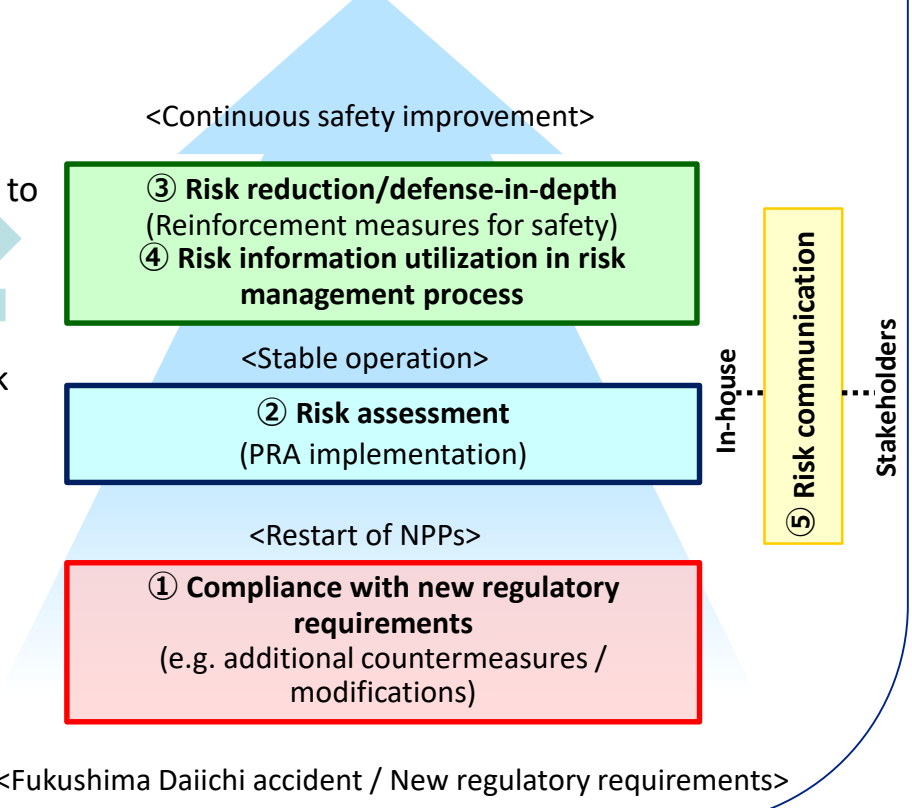 <Continuous safety improvement>
to
③ Risk reduction/defense-in-depth
(Reinforcement measures for safety)
④ Risk information utilization in risk
management process
<Stable operation>
② Risk assessment
(PRA implementation)
<Restart of NPPs>
① Compliance with new regulatory
requirements
(e.g. additional countermeasures /
modifications)
In-house
⑤ Risk communication
Stakeholders
<Fukushima Daiichi accident / New regulatory requirements>